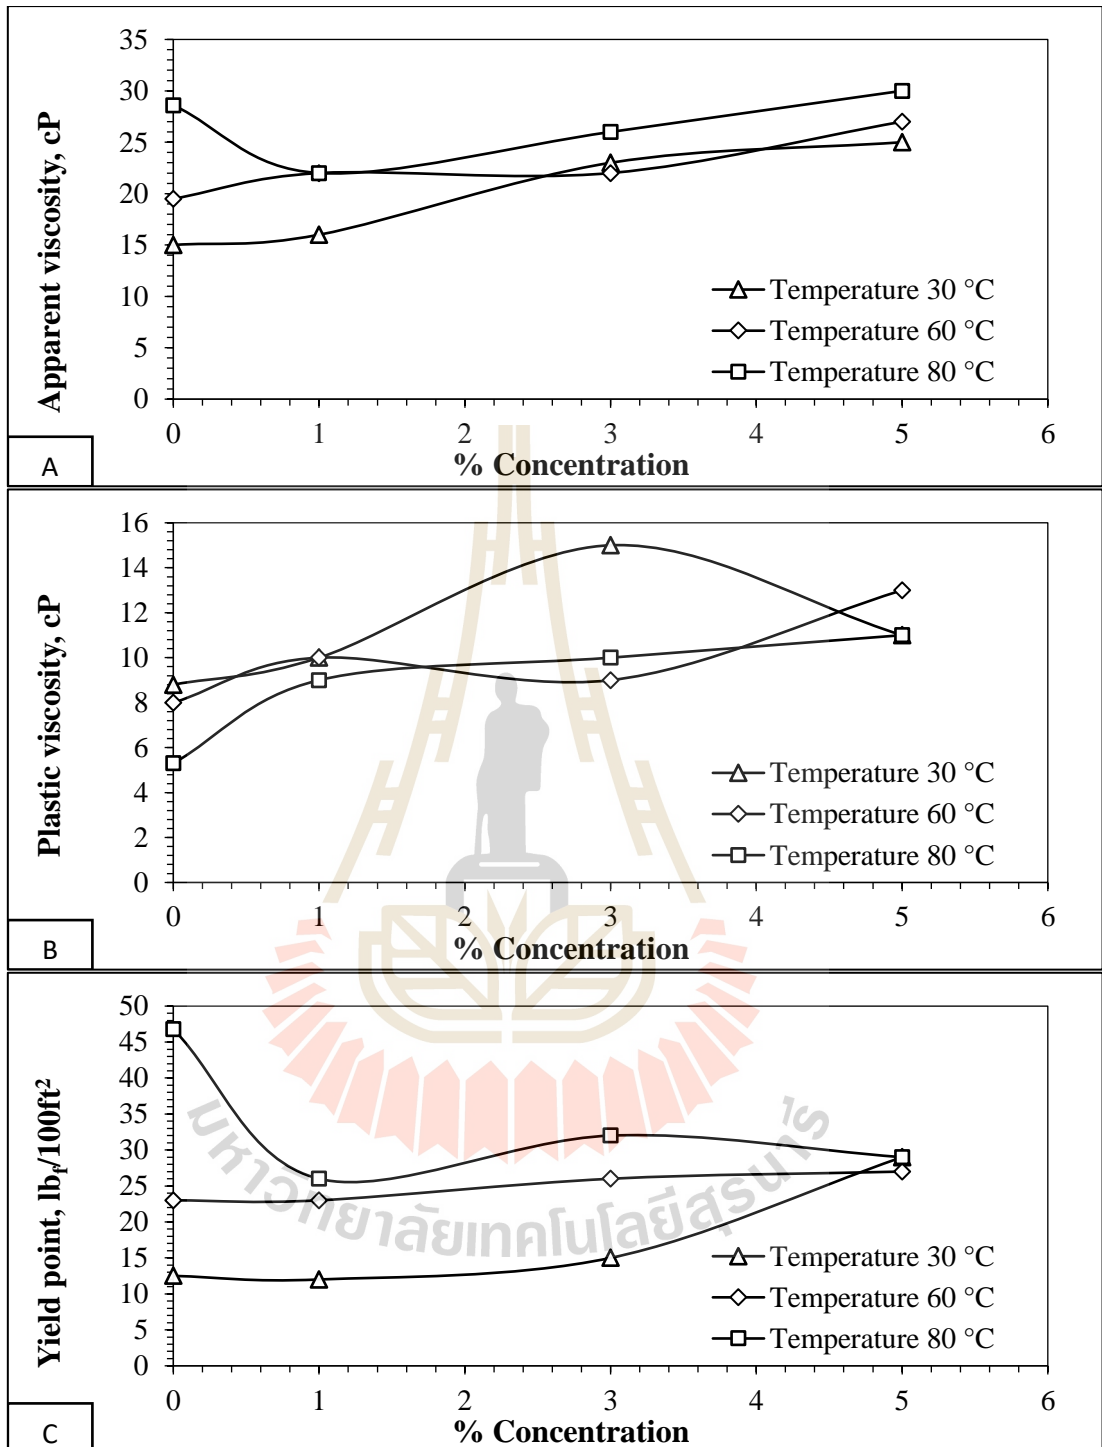 35
30
25
20
15
10
5
0
Apparent viscosity, cP
Temperature 30 °C
Temperature 60 °C
Temperature 80 °C
0 1 2 3 4 5 6
% Concentration
A
16
14
12
10
8
6
4
2
0
Plastic viscosity, cP
Temperature 30 °C
Temperature 60 °C
Temperature 80 °C
0 1 2 3 4 5 6
% Concentration
B
50
45
40
35
30
25
20
15
10
5
0
Yield point, lbf/100ft²
มหาวิทยาลัยเทคโนโลยีสุรนารี
Temperature 30 °C
Temperature 60 °C
Temperature 80 °C
0 1 2 3 4 5 6
% Concentration
C